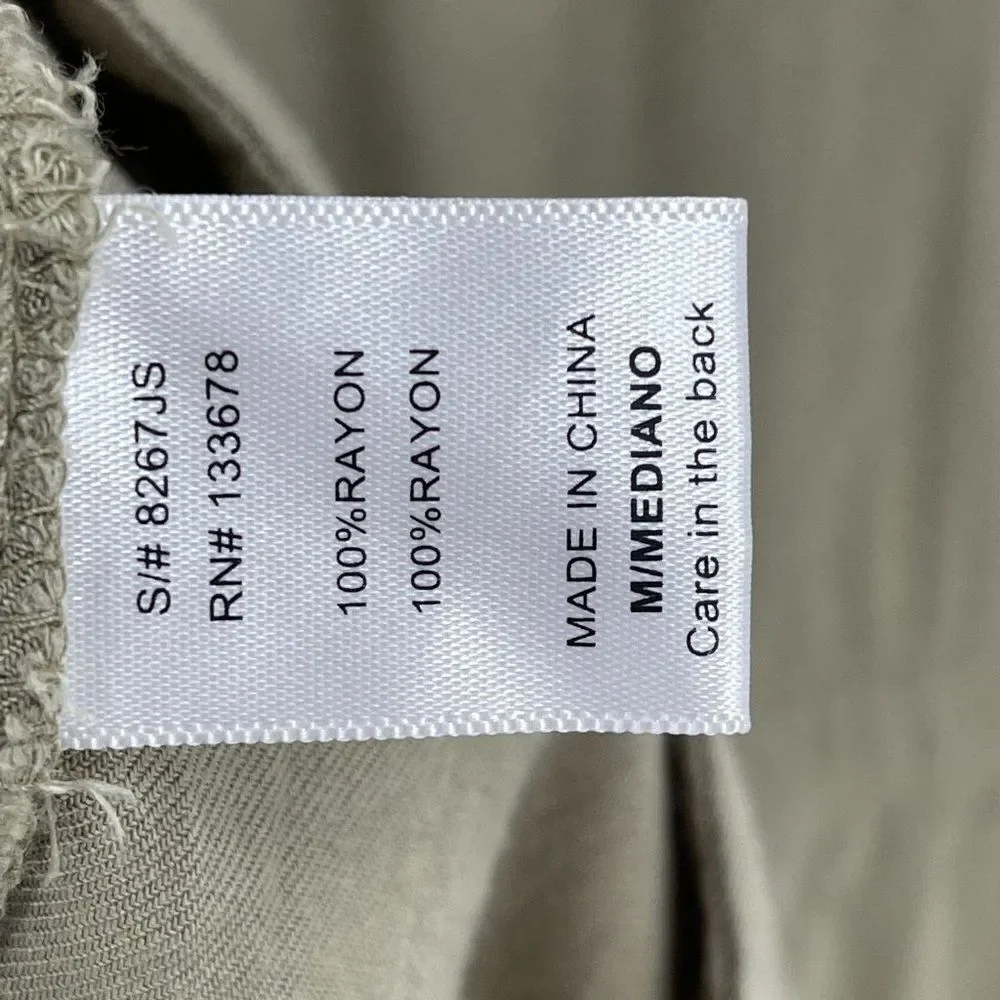 S/# 8267JS
RN# 133678
100%RAYON
100%RAYON
MADE IN CHINA
M/MEDIANO
Care in the back